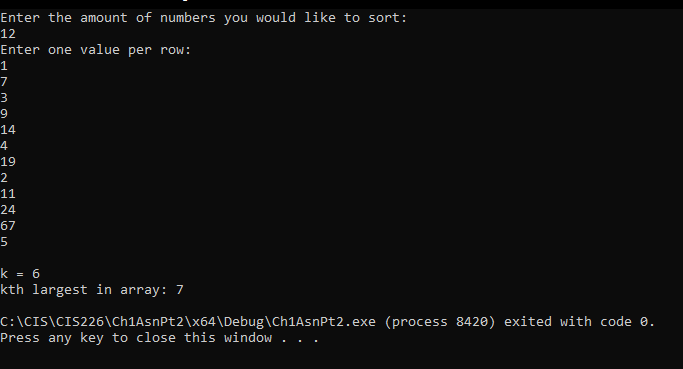 Enter the amount of numbers you would like to sort:
12
Enter one value per row:
1
7
3
9
14
4
19
2
11
24
67
5
k = 6
kth largest in array: 7
C:\CIS\CIS226\Ch1AsnPt2\x64\Debug\Ch1AsnPt2.exe (process 8420) exited with code 0.
Press any key to close this window . . .